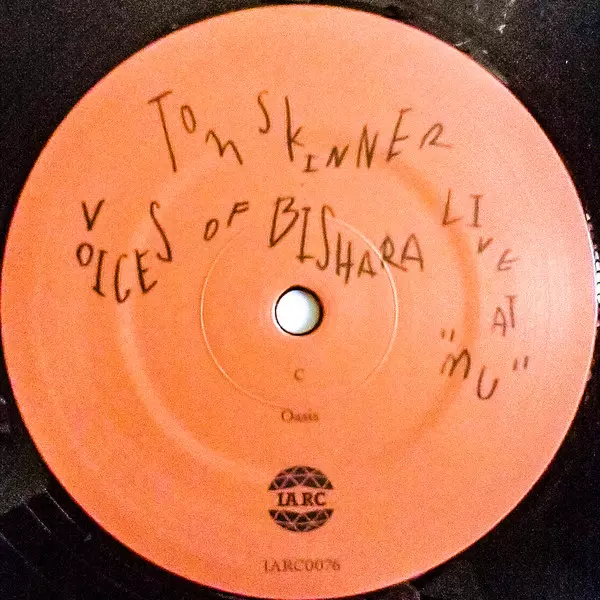 TOM SKINNER
VOICES OF BISHARA LIVE AT "MU"
C
Oasis
IARC
IARC0076